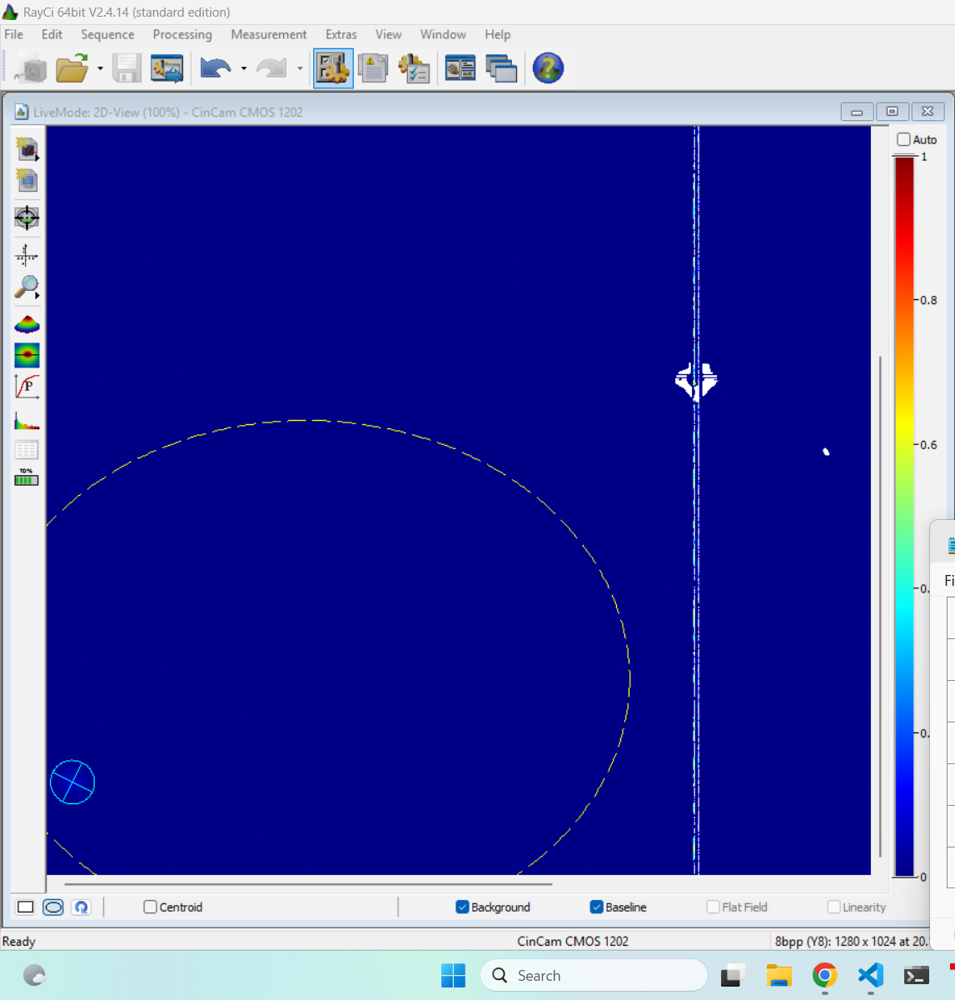 RayCi 64bit V2.4.14 (standard edition)
File Edit Sequence Processing Measurement Extras View Window Help
LiveMode: 2D-View (100%) - CinCam CMOS 1202
Auto
1
0.8
0.6
0.
0.
0
Fi
P
TD%
Centroid Background Baseline Flat Field Linearity
Ready CinCam CMOS 1202 8bpp (Y8): 1280 x 1024 at 20.
Search